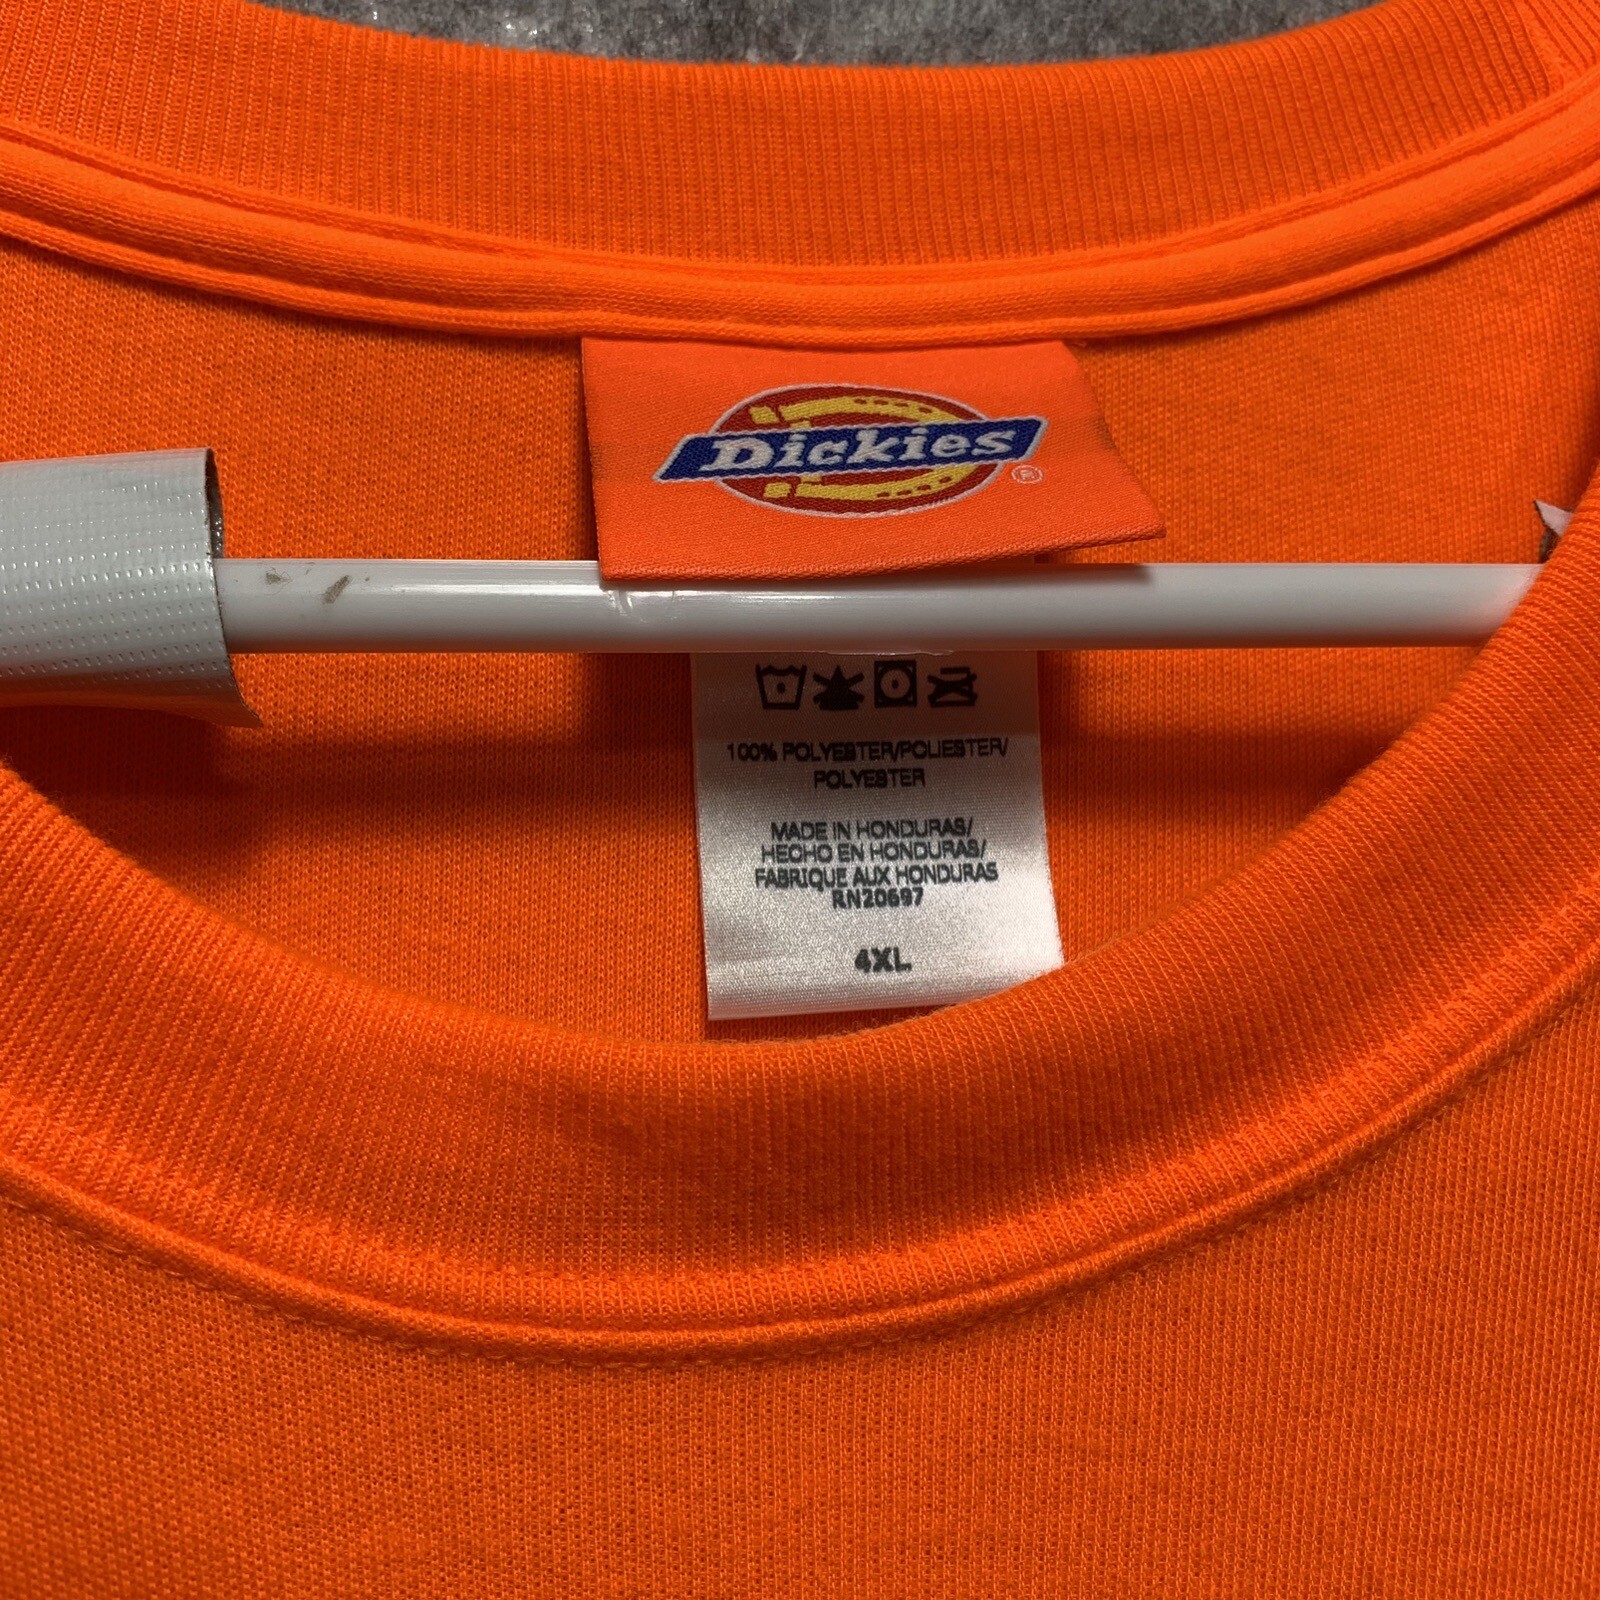 Dickies
®
100% POLYESTER/POLIESTER/
POLYESTER
MADE IN HONDURAS/
HECHO EN HONDURAS/
FABRIQUE AUX HONDURAS
RN20697
4XL